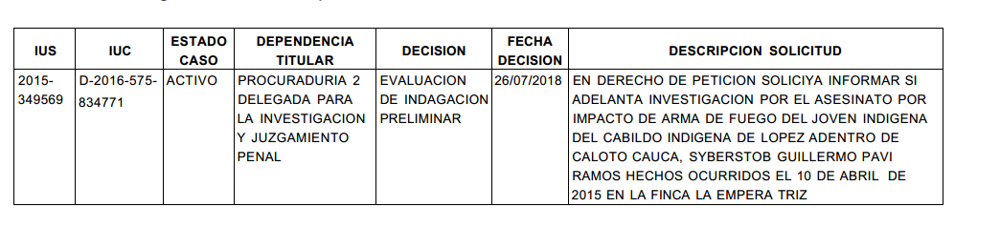 IUS
IUC
ESTADO
CASO
DEPENDENCIA
TITULAR
DECISION
FECHA
DECISION
DESCRIPCION SOLICITUD
2015-
349569
D-2016-575-
834771
ACTIVO
PROCURADURIA 2
DELEGADA PARA
LA INVESTIGACION
Y JUZGAMIENTO
PENAL
EVALUACION
DE INDAGACION
PRELIMINAR
26/07/2018
EN DERECHO DE PETICION SOLICIYA INFORMAR SI
ADELANTA INVESTIGACION POR EL ASESINATO POR
IMPACTO DE ARMA DE FUEGO DEL JOVEN INDIGENA
DEL CABILDO INDIGENA DE LOPEZ ADENTRO DE
CALOTO CAUCA, SYBERSTOB GUILLERMO PAVI
RAMOS HECHOS OCURRIDOS EL 10 DE ABRIL DE
2015 EN LA FINCA LA EMPERA TRIZ